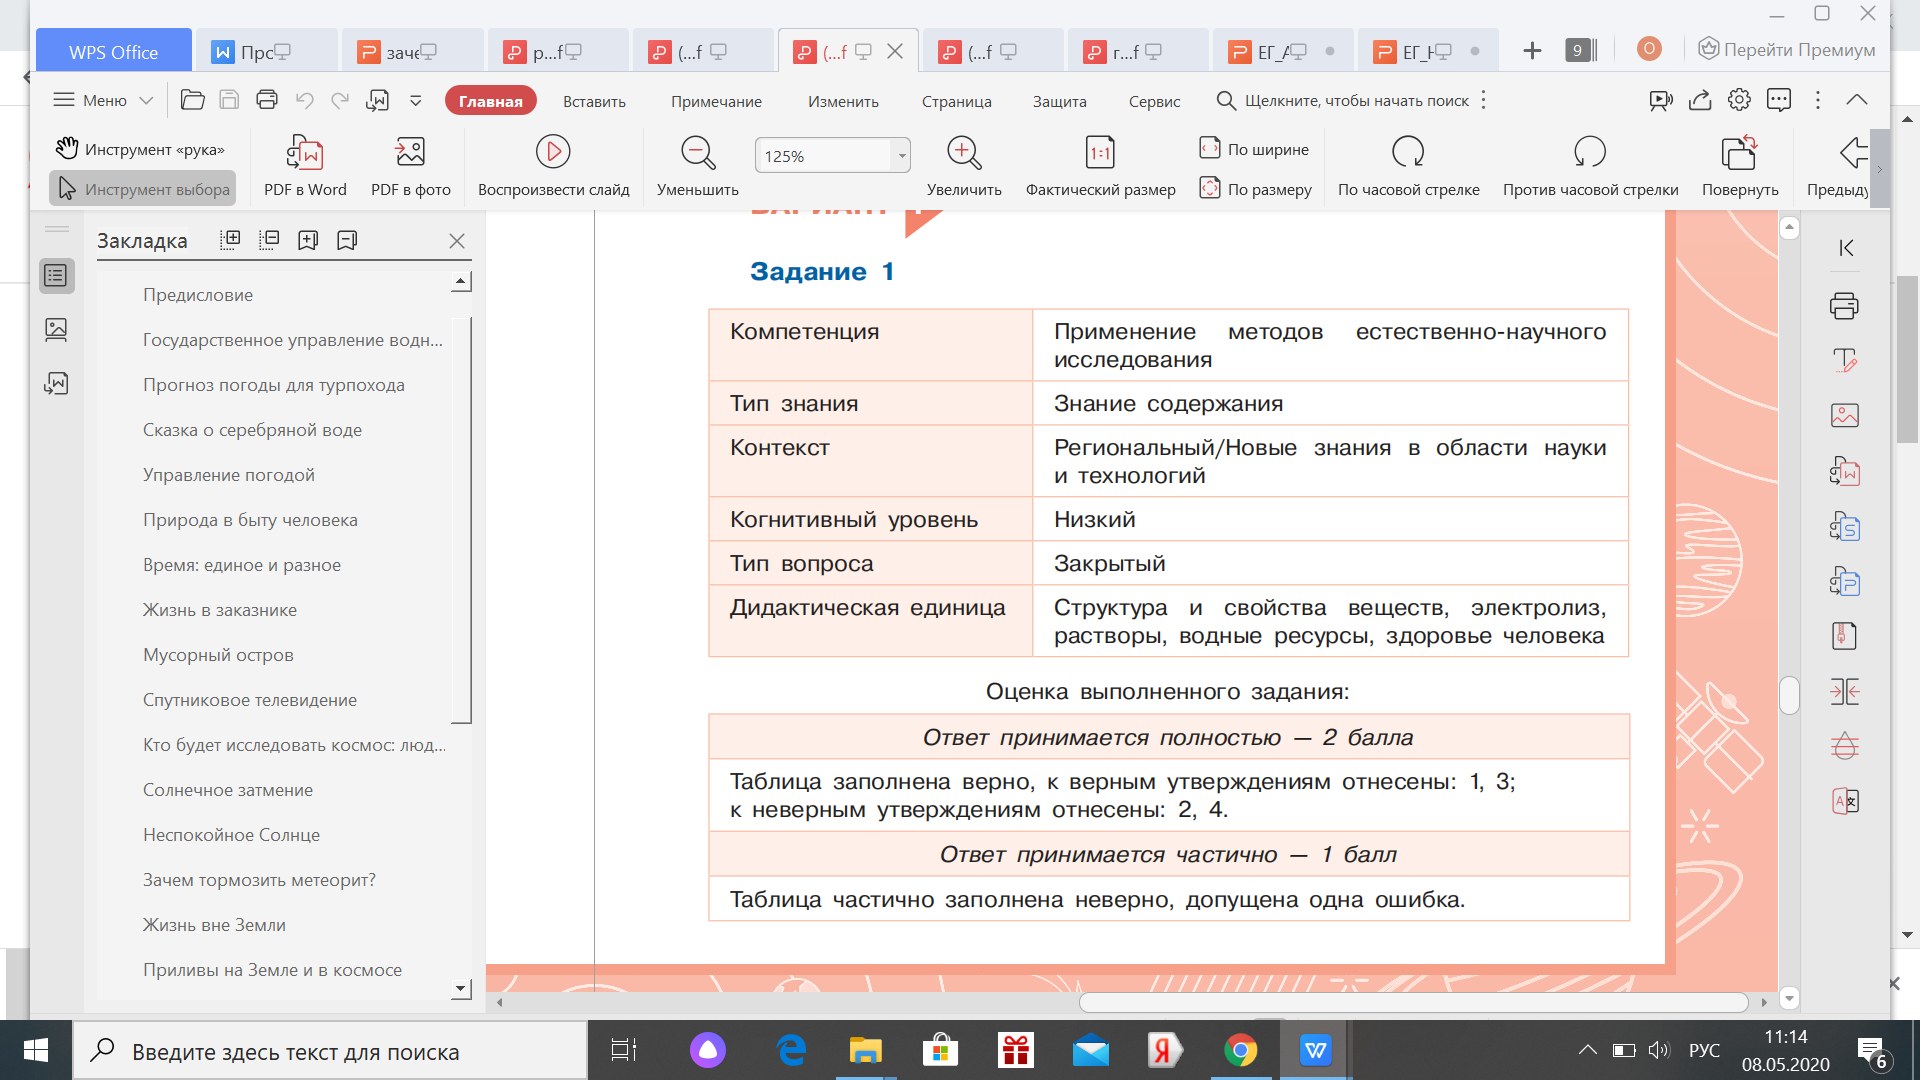 WPS Office
Прс
заче
р...f
(...f
(...f
(...f
г...f
ЕГ_А
ЕГ_Н
9
О
Перейти Премиум
Меню
Главная
Вставить
Примечание
Изменить
Страница
Защита
Сервис
Щелкните, чтобы начать поиск
Инструмент «рука»
Инструмент выбора
PDF в Word
PDF в фото
Воспроизвести слайд
Уменьшить
125%
Увеличить
1:1
Фактический размер
По ширине
По размеру
По часовой стрелке
Против часовой стрелки
Повернуть
Предыду
Закладка
Предисловие
Государственное управление водн...
Прогноз погоды для турпохода
Сказка о серебряной воде
Управление погодой
Природа в быту человека
Время: единое и разное
Жизнь в заказнике
Мусорный остров
Спутниковое телевидение
Кто будет исследовать космос: люд...
Солнечное затмение
Неспокойное Солнце
Зачем тормозить метеорит?
Жизнь вне Земли
Приливы на Земле и в космосе
Задание 1
Компетенция
Применение методов естественно-научного
исследования
Тип знания
Знание содержания
Контекст
Региональный/Новые знания в области науки
и технологий
Когнитивный уровень
Низкий
Тип вопроса
Закрытый
Дидактическая единица
Структура и свойства веществ, электролиз,
растворы, водные ресурсы, здоровье человека
Оценка выполненного задания:
Ответ принимается полностью — 2 балла
Таблица заполнена верно, к верным утверждениям отнесены: 1, 3;
к неверным утверждениям отнесены: 2, 4.
Ответ принимается частично — 1 балл
Таблица частично заполнена неверно, допущена одна ошибка.
Введите здесь текст для поиска
РУС
11:14
08.05.2020
6